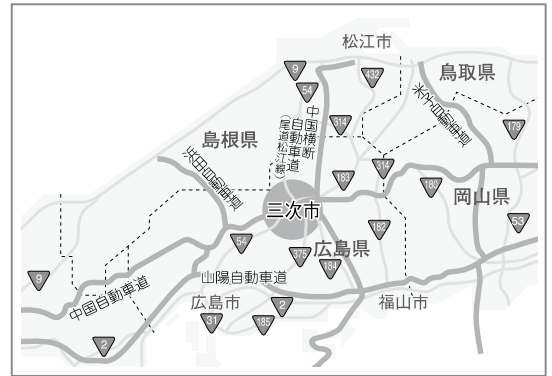 松江市
9
432
鳥取県
54
米子自動車道
中国横断
自動車道
(尾道松江線)
314
179
島根県
浜田自動車道
314
183
180
岡山県
三次市
182
53
54
広島県
375
184
9
山陽自動車道
中国自動車道
広島市
2
福山市
31
185
2